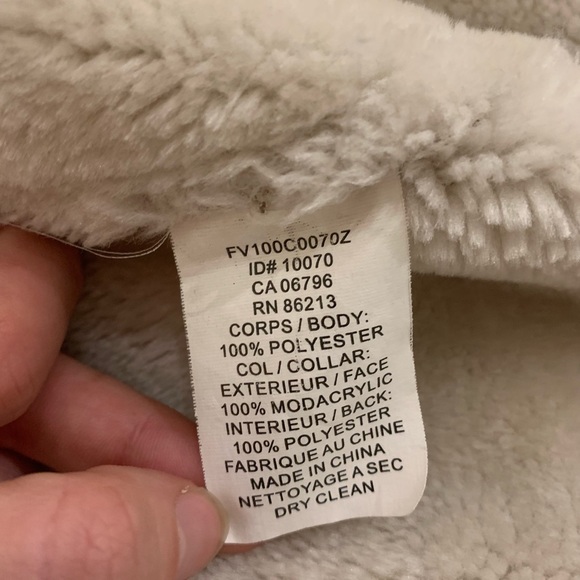 FV100C0070Z
ID# 10070
CA 06796
RN 86213
CORPS / BODY:
100% POLYESTER
COL / COLLAR:
EXTERIEUR / FACE
100% MODACRYLIC
INTERIEUR / BACK:
100% POLYESTER
FABRIQUE AU CHINE
MADE IN CHINA
NETTOYAGE A SEC
DRY CLEAN